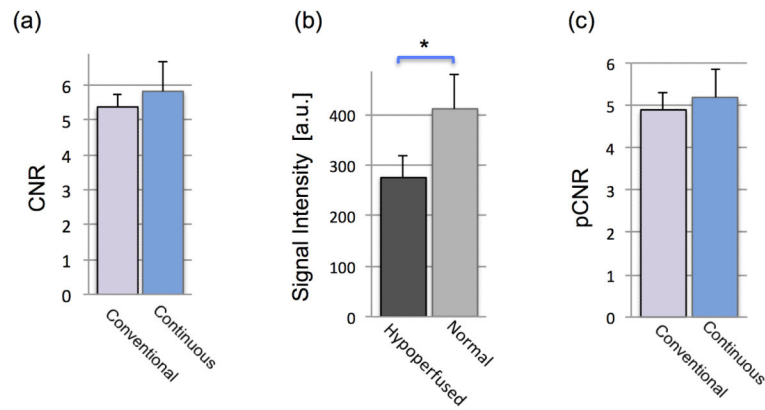 (a)
CNR
6
5
4
3
2
1
0
Conventional
Continuous
(b)
*
Signal Intensity [a.u.]
400
300
200
100
0
Hypoperfused
Normal
(c)
pCNR
6
5
4
3
2
1
0
Conventional
Continuous